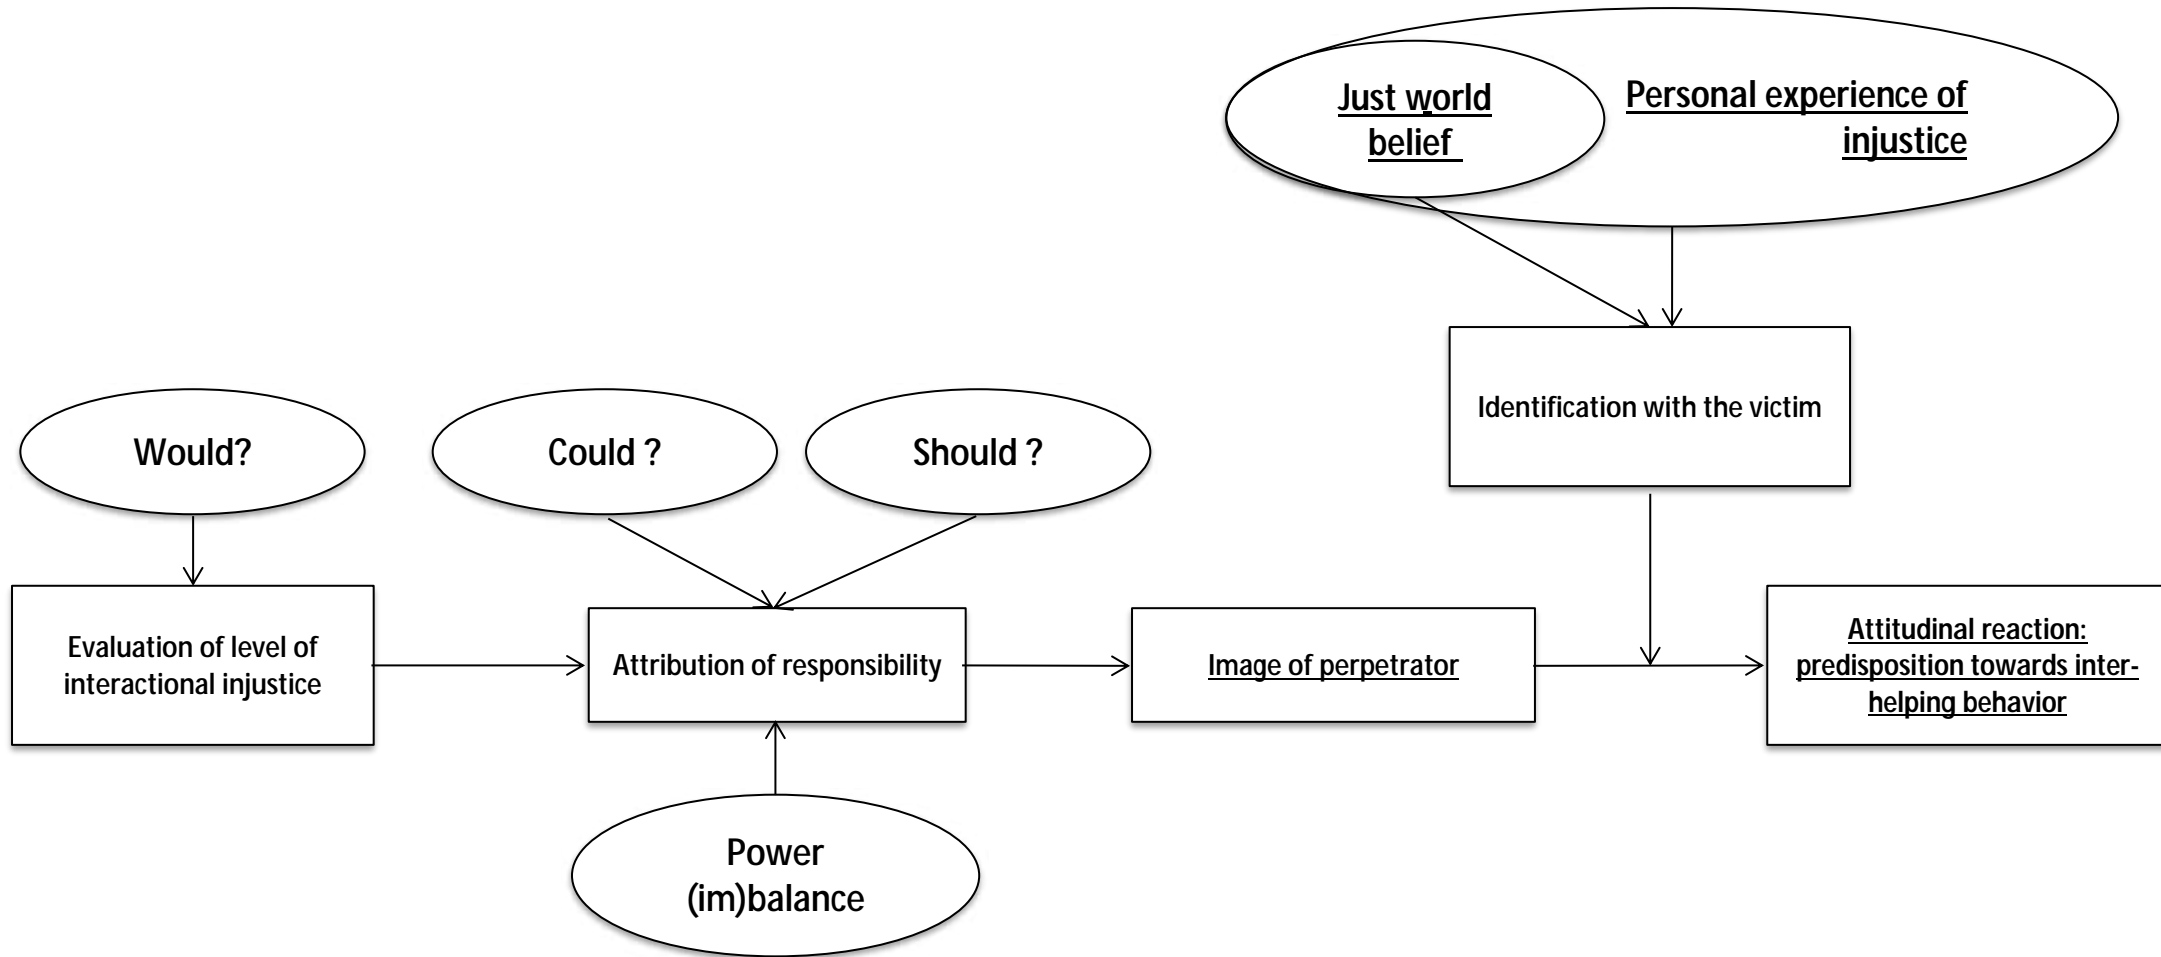 Just world
belief
Personal experience of
injustice
Identification with the victim
Would?
Could ?
Should ?
Evaluation of level of
interactional injustice
Attribution of responsibility
Image of perpetrator
Attitudinal reaction:
predisposition towards inter-
helping behavior
Power
(im)balance